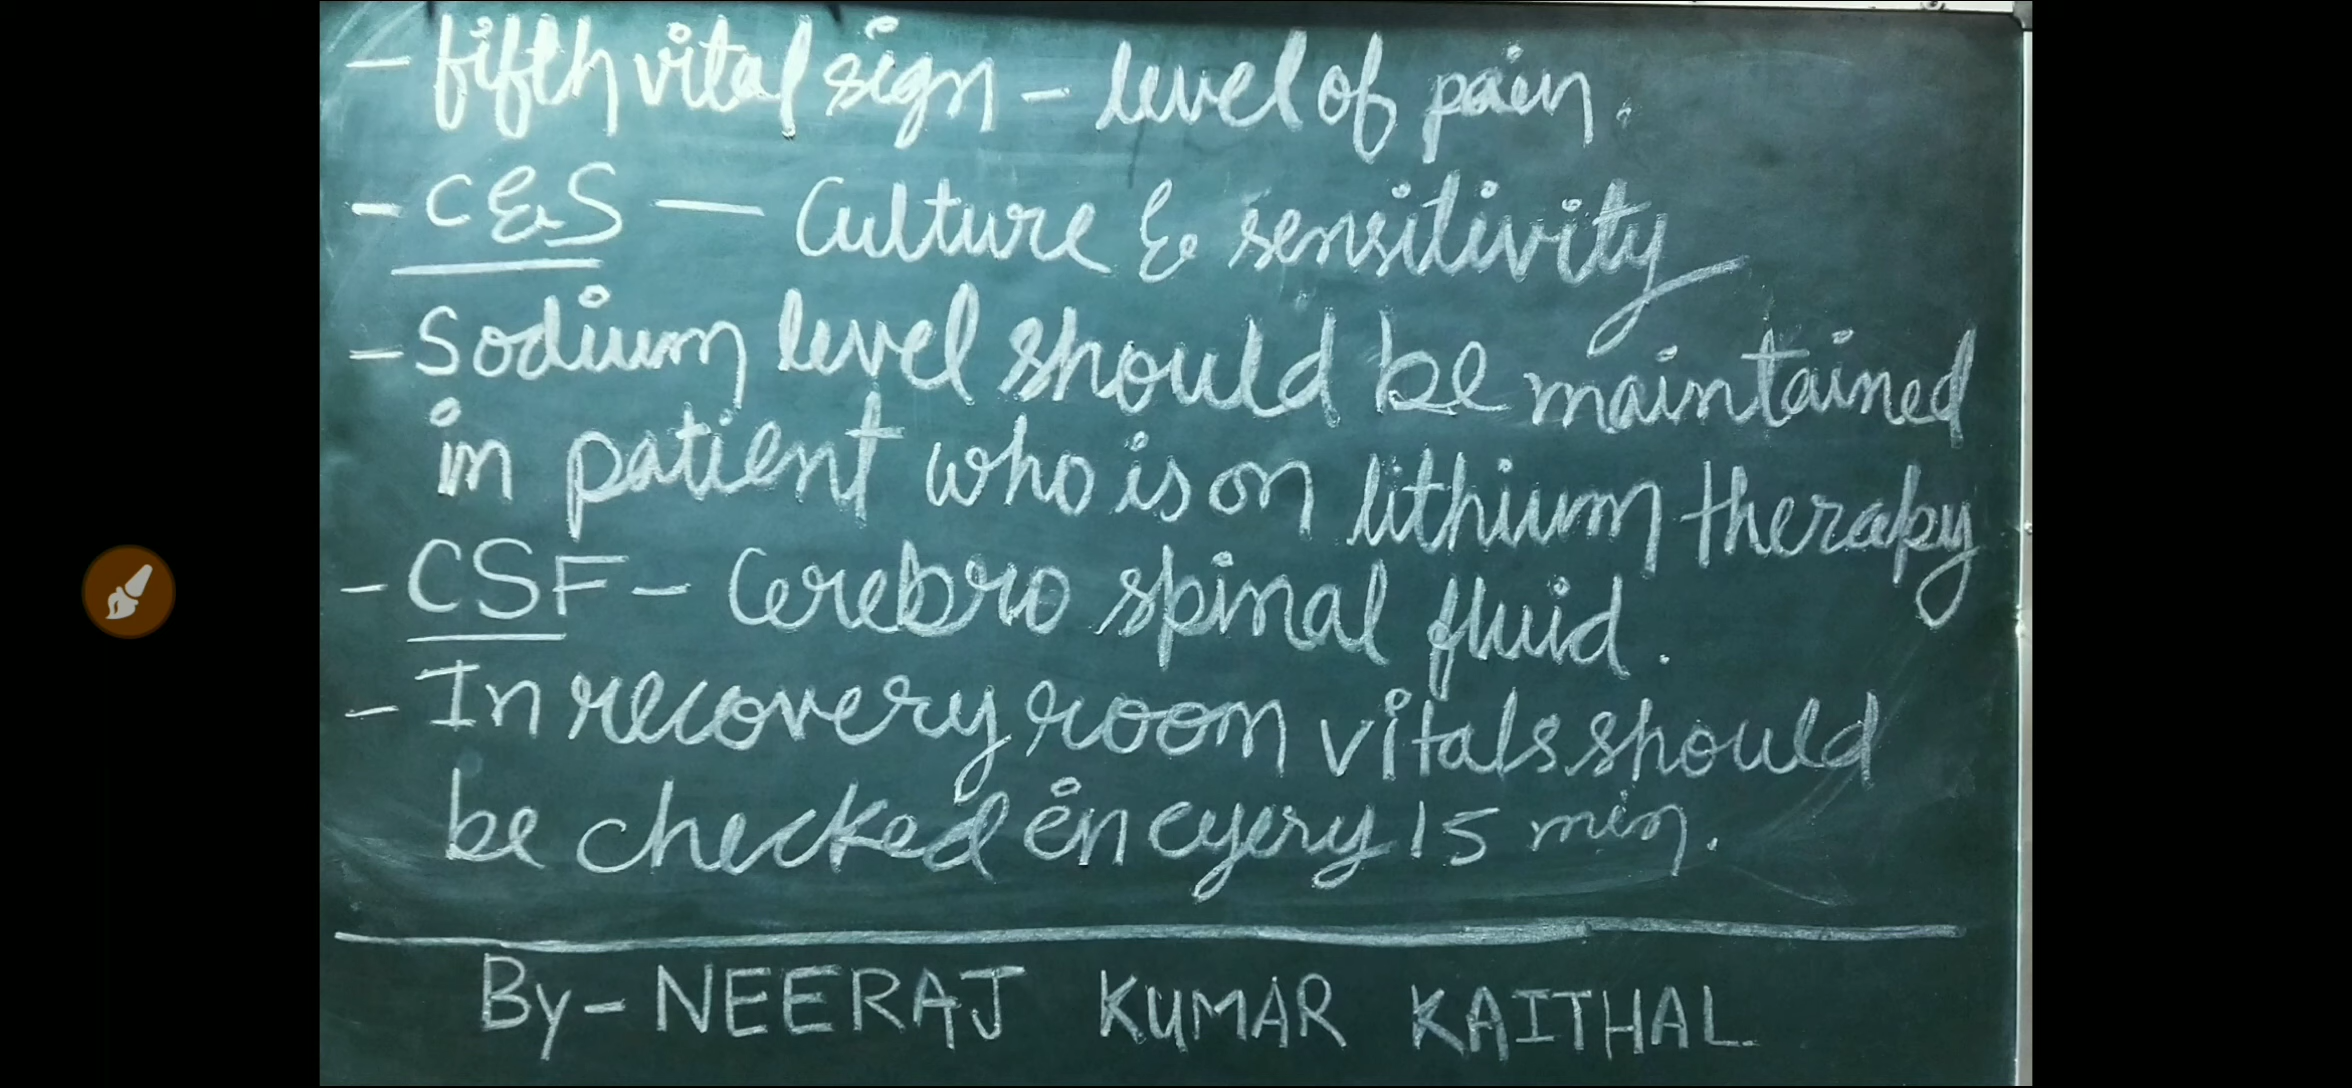 - fifth vital sign - level of pain.
- C&S - Culture & sensitivity
- Sodium level should be maintained
in patient who is on lithium therapy
- CSF - Cerebro spinal fluid.
- In recovery room vitals should
be checked in every 15 min.
By - NEERAJ KUMAR KAITHAL